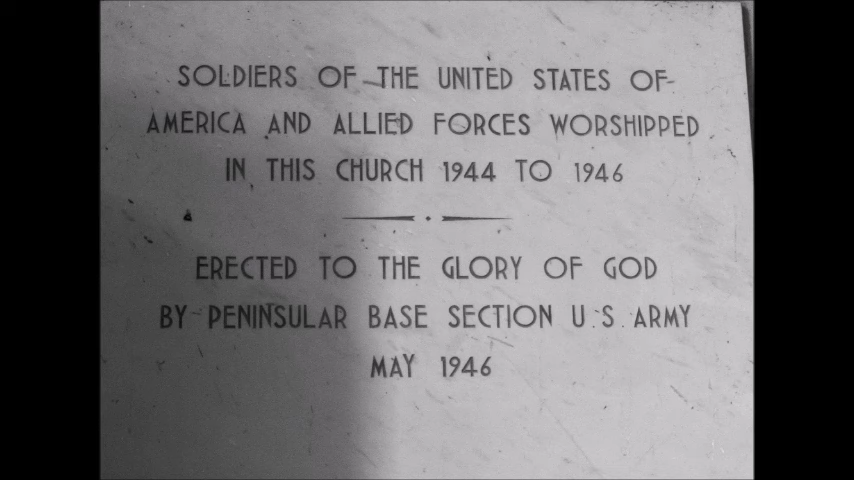 SOLDIERS OF THE UNITED STATES OF
AMERICA AND ALLIED FORCES WORSHIPPED
IN THIS CHURCH 1944 TO 1946
ERECTED TO THE GLORY OF GOD
BY PENINSULAR BASE SECTION U.S. ARMY
MAY 1946